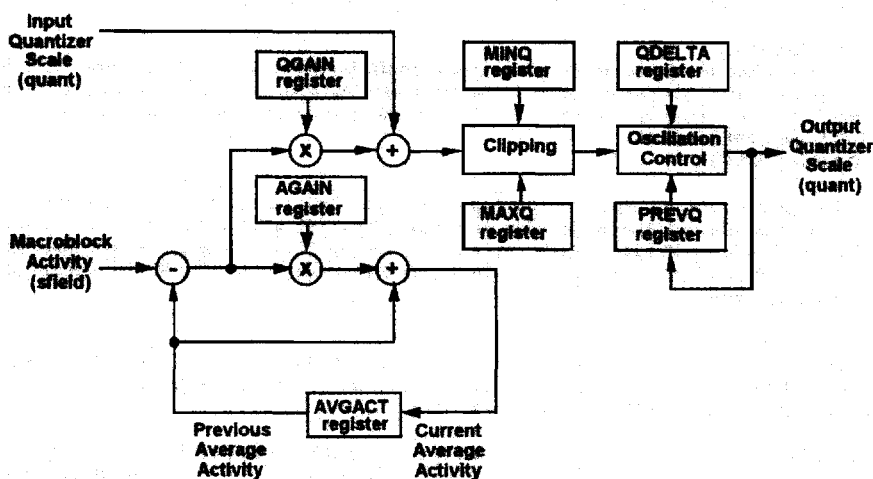 Input
Quantizer
Scale
(quant)
QGAIN
register
MINQ
register
QDELTA
register
X
+
Clipping
Oscillation
Control
Output
Quantizer
Scale
(quant)
AGAIN
register
MAXQ
register
PREVQ
register
Macroblock
Activity
(sfield)
-
X
+
AVGACT
register
Previous
Average
Activity
Current
Average
Activity